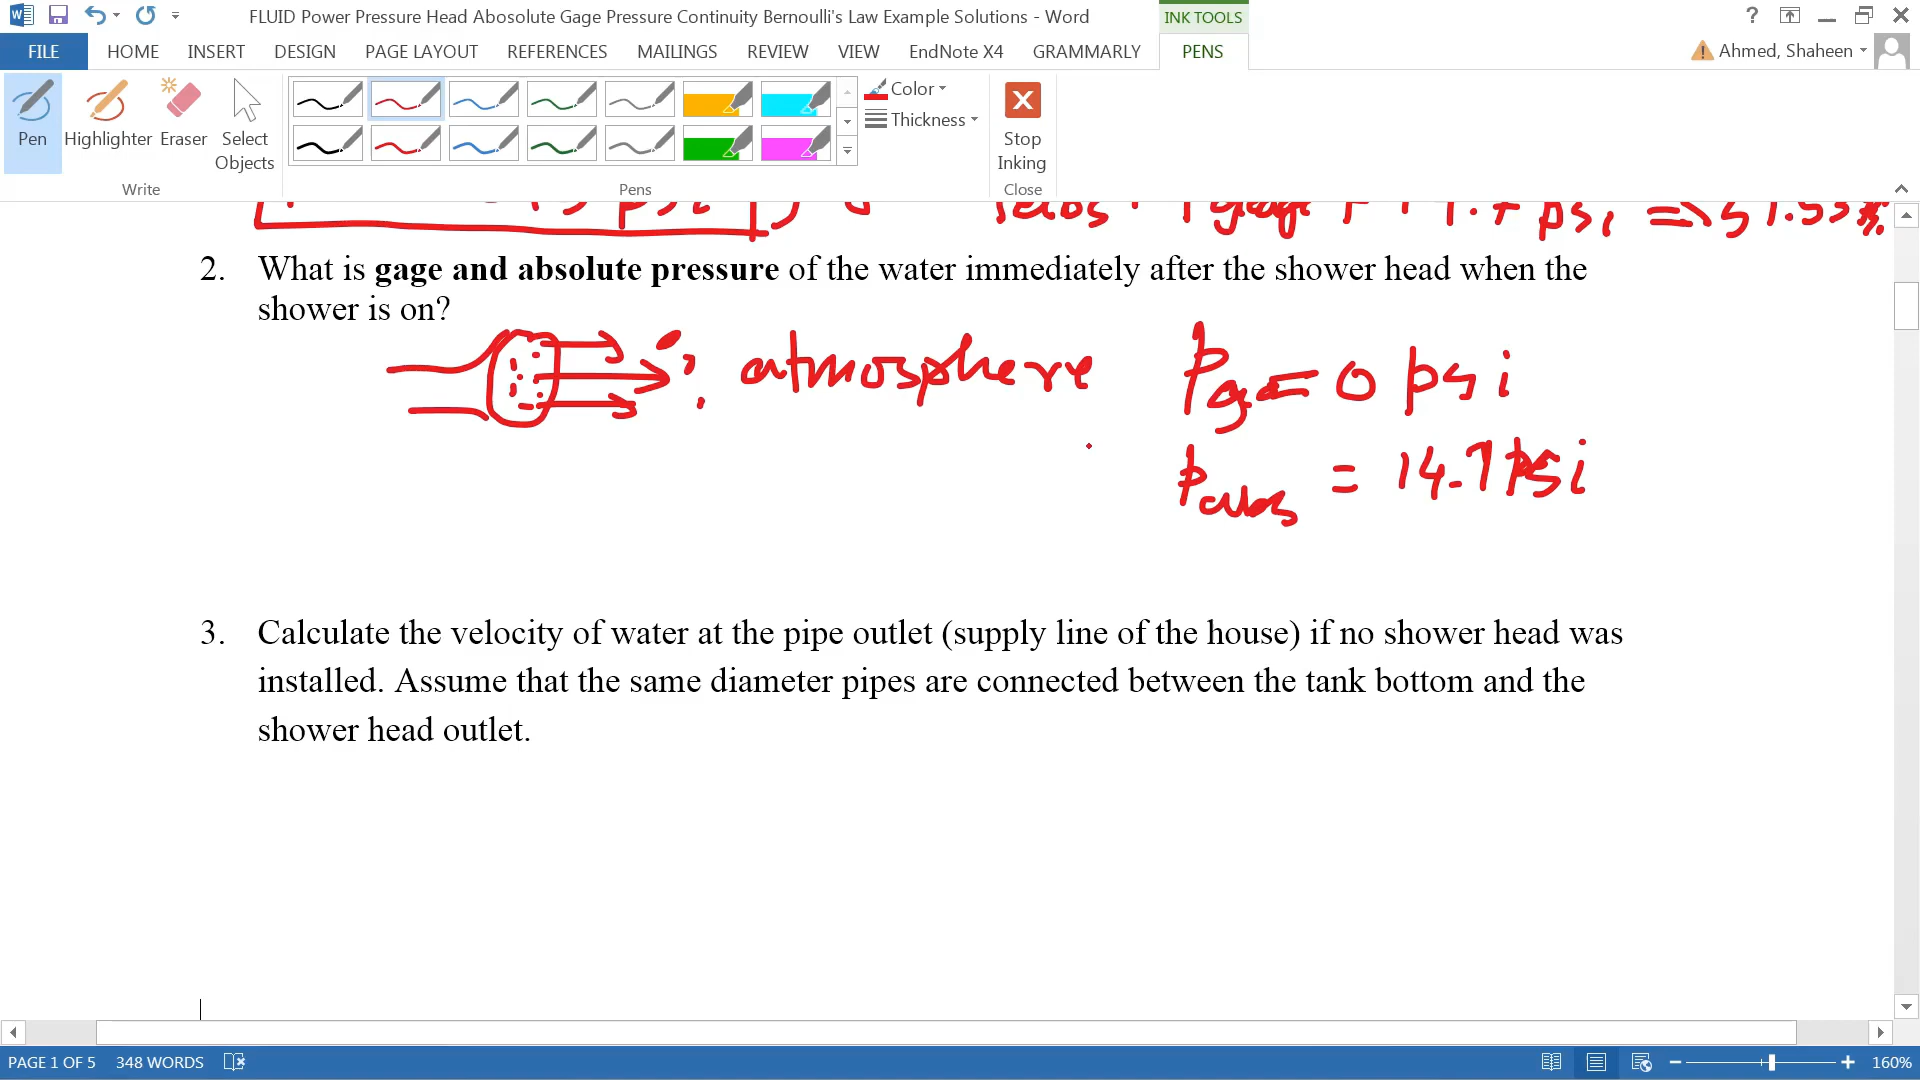 FLUID Power Pressure Head Abosolute Gage Pressure Continuity Bernoulli's Law Example Solutions - Word
INK TOOLS
FILE HOME INSERT DESIGN PAGE LAYOUT REFERENCES MAILINGS REVIEW VIEW EndNote X4 GRAMMARLY PENS
Ahmed, Shaheen
Pen Highlighter Eraser Select Objects
Color
Thickness
Stop Inking
Write Pens Close
psi Pabs Pgage + 14.7 psi =
2. What is gage and absolute pressure of the water immediately after the shower head when the
shower is on?
atmosphere Pg = 0 psi
Pabs = 14.7 psi
3. Calculate the velocity of water at the pipe outlet (supply line of the house) if no shower head was
installed. Assume that the same diameter pipes are connected between the tank bottom and the
shower head outlet.
PAGE 1 OF 5 348 WORDS 160%